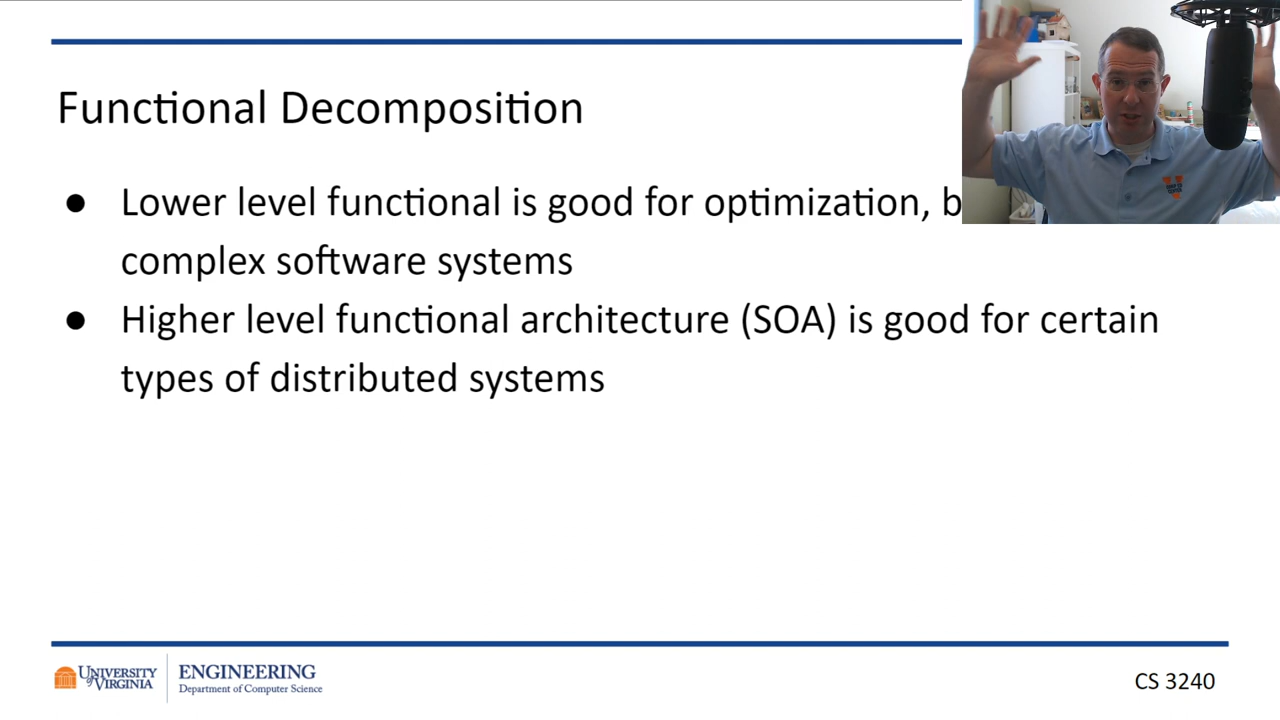 Functional Decomposition
● Lower level functional is good for optimization, b
complex software systems
● Higher level functional architecture (SOA) is good for certain
types of distributed systems
UNIVERSITY of VIRGINIA
ENGINEERING
Department of Computer Science
CS 3240